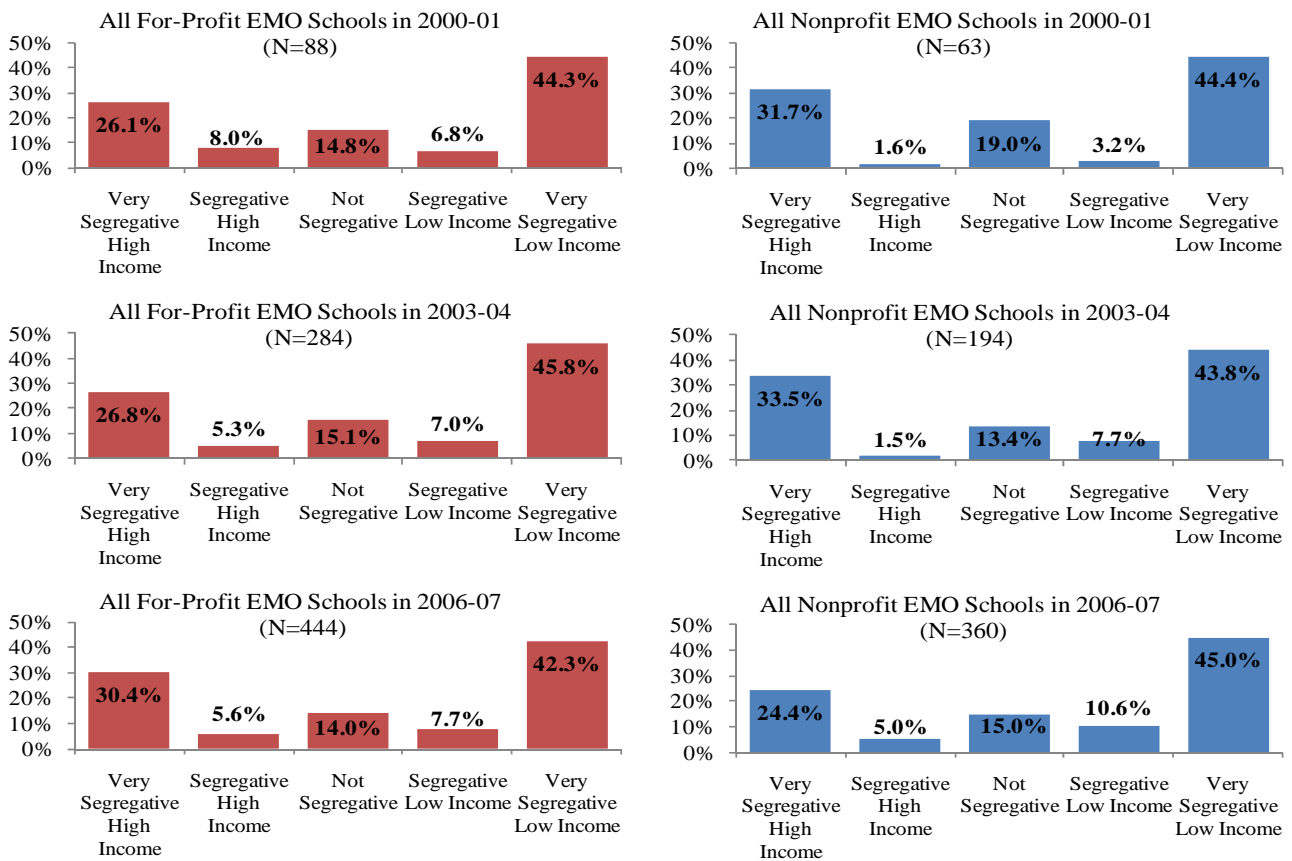 All For-Profit EMO Schools in 2000-01
(N=88)
50%
40%
30%
20%
10%
0%
26.1%
8.0%
14.8%
6.8%
44.3%
Very Segregative High Income
Segregative High Income
Not Segregative
Segregative Low Income
Very Segregative Low Income
All Nonprofit EMO Schools in 2000-01
(N=63)
50%
40%
30%
20%
10%
0%
31.7%
1.6%
19.0%
3.2%
44.4%
Very Segregative High Income
Segregative High Income
Not Segregative
Segregative Low Income
Very Segregative Low Income
All For-Profit EMO Schools in 2003-04
(N=284)
50%
40%
30%
20%
10%
0%
26.8%
5.3%
15.1%
7.0%
45.8%
Very Segregative High Income
Segregative High Income
Not Segregative
Segregative Low Income
Very Segregative Low Income
All Nonprofit EMO Schools in 2003-04
(N=194)
50%
40%
30%
20%
10%
0%
33.5%
1.5%
13.4%
7.7%
43.8%
Very Segregative High Income
Segregative High Income
Not Segregative
Segregative Low Income
Very Segregative Low Income
All For-Profit EMO Schools in 2006-07
(N=444)
50%
40%
30%
20%
10%
0%
30.4%
5.6%
14.0%
7.7%
42.3%
Very Segregative High Income
Segregative High Income
Not Segregative
Segregative Low Income
Very Segregative Low Income
All Nonprofit EMO Schools in 2006-07
(N=360)
50%
40%
30%
20%
10%
0%
24.4%
5.0%
15.0%
10.6%
45.0%
Very Segregative High Income
Segregative High Income
Not Segregative
Segregative Low Income
Very Segregative Low Income